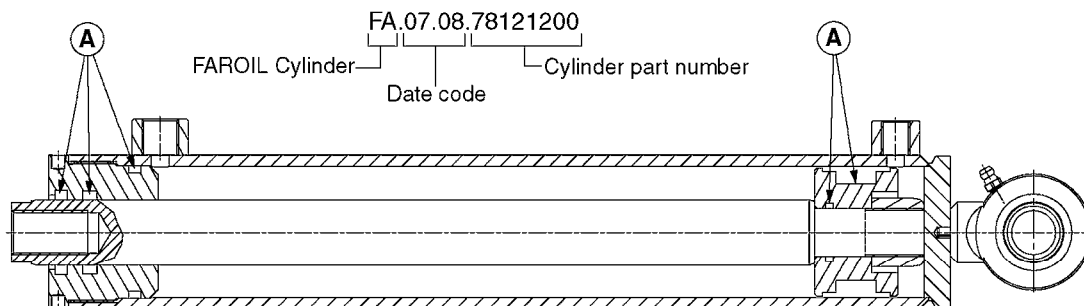 FA.07.08.78121200
A
A
FAROIL Cylinder
Cylinder part number
Date code